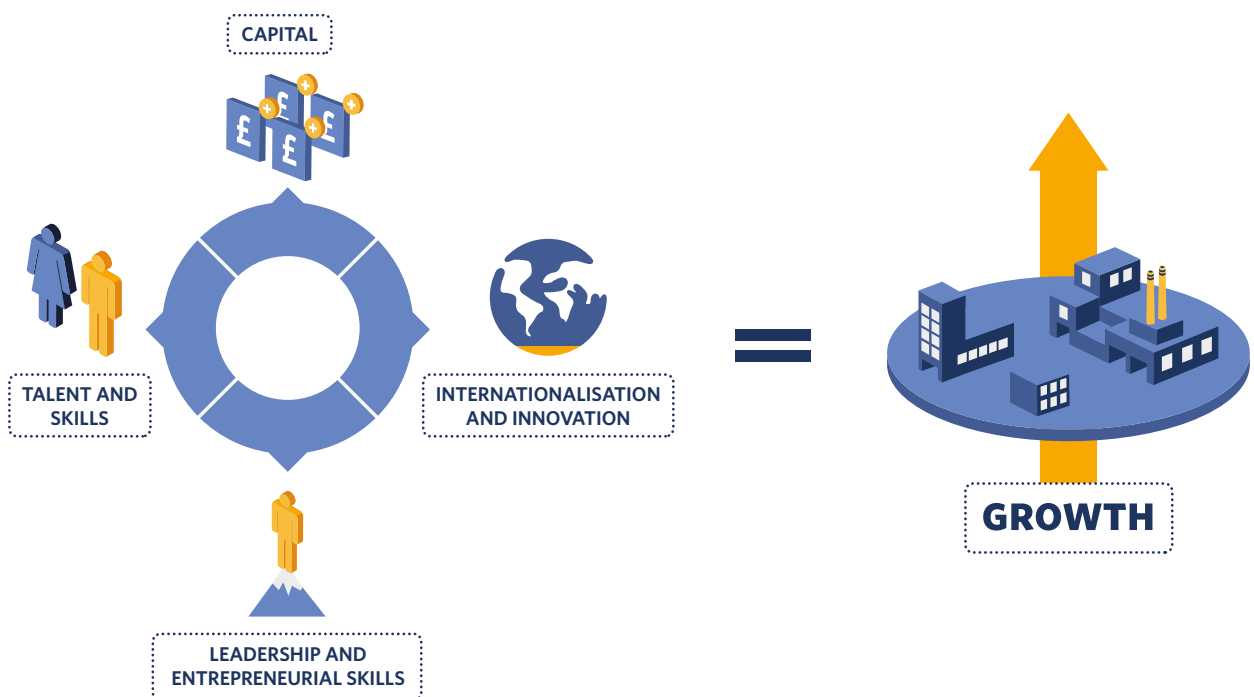 CAPITAL
£
£
£
£
TALENT AND
SKILLS
INTERNATIONALISATION
AND INNOVATION
LEADERSHIP AND
ENTREPRENEURIAL SKILLS
GROWTH